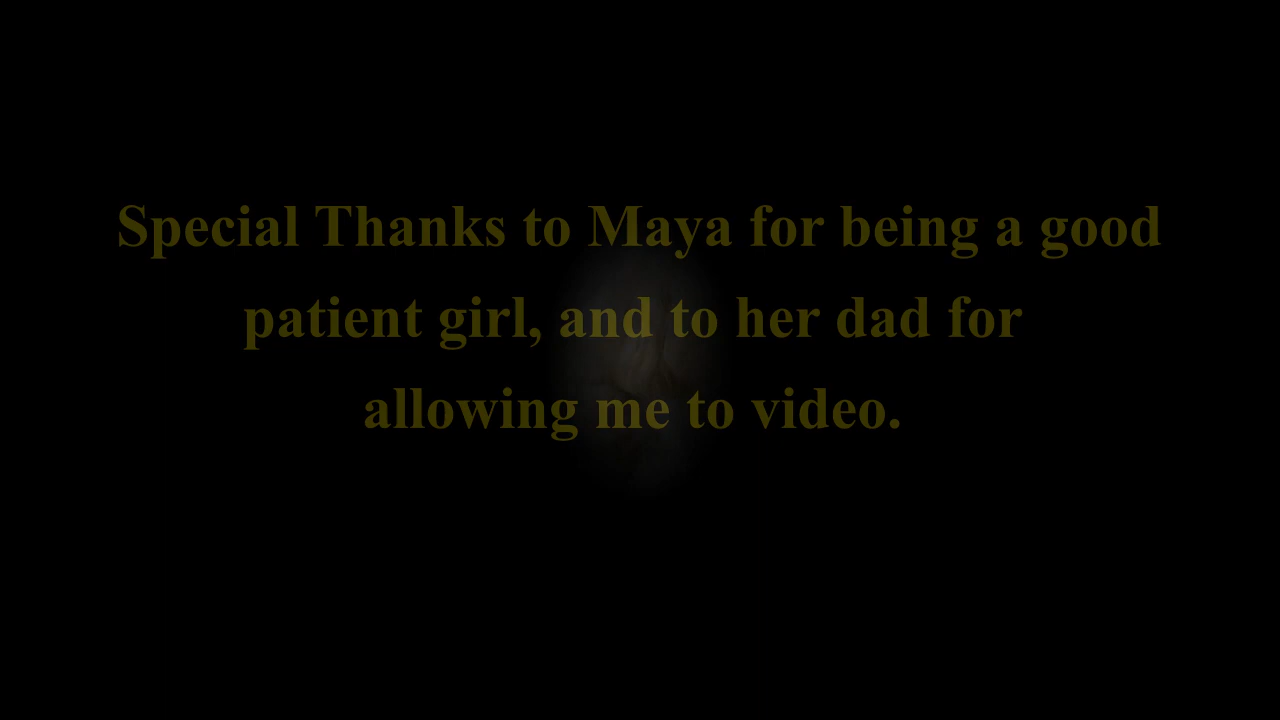 Special Thanks to Maya for being a good
patient girl, and to her dad for
allowing me to video.